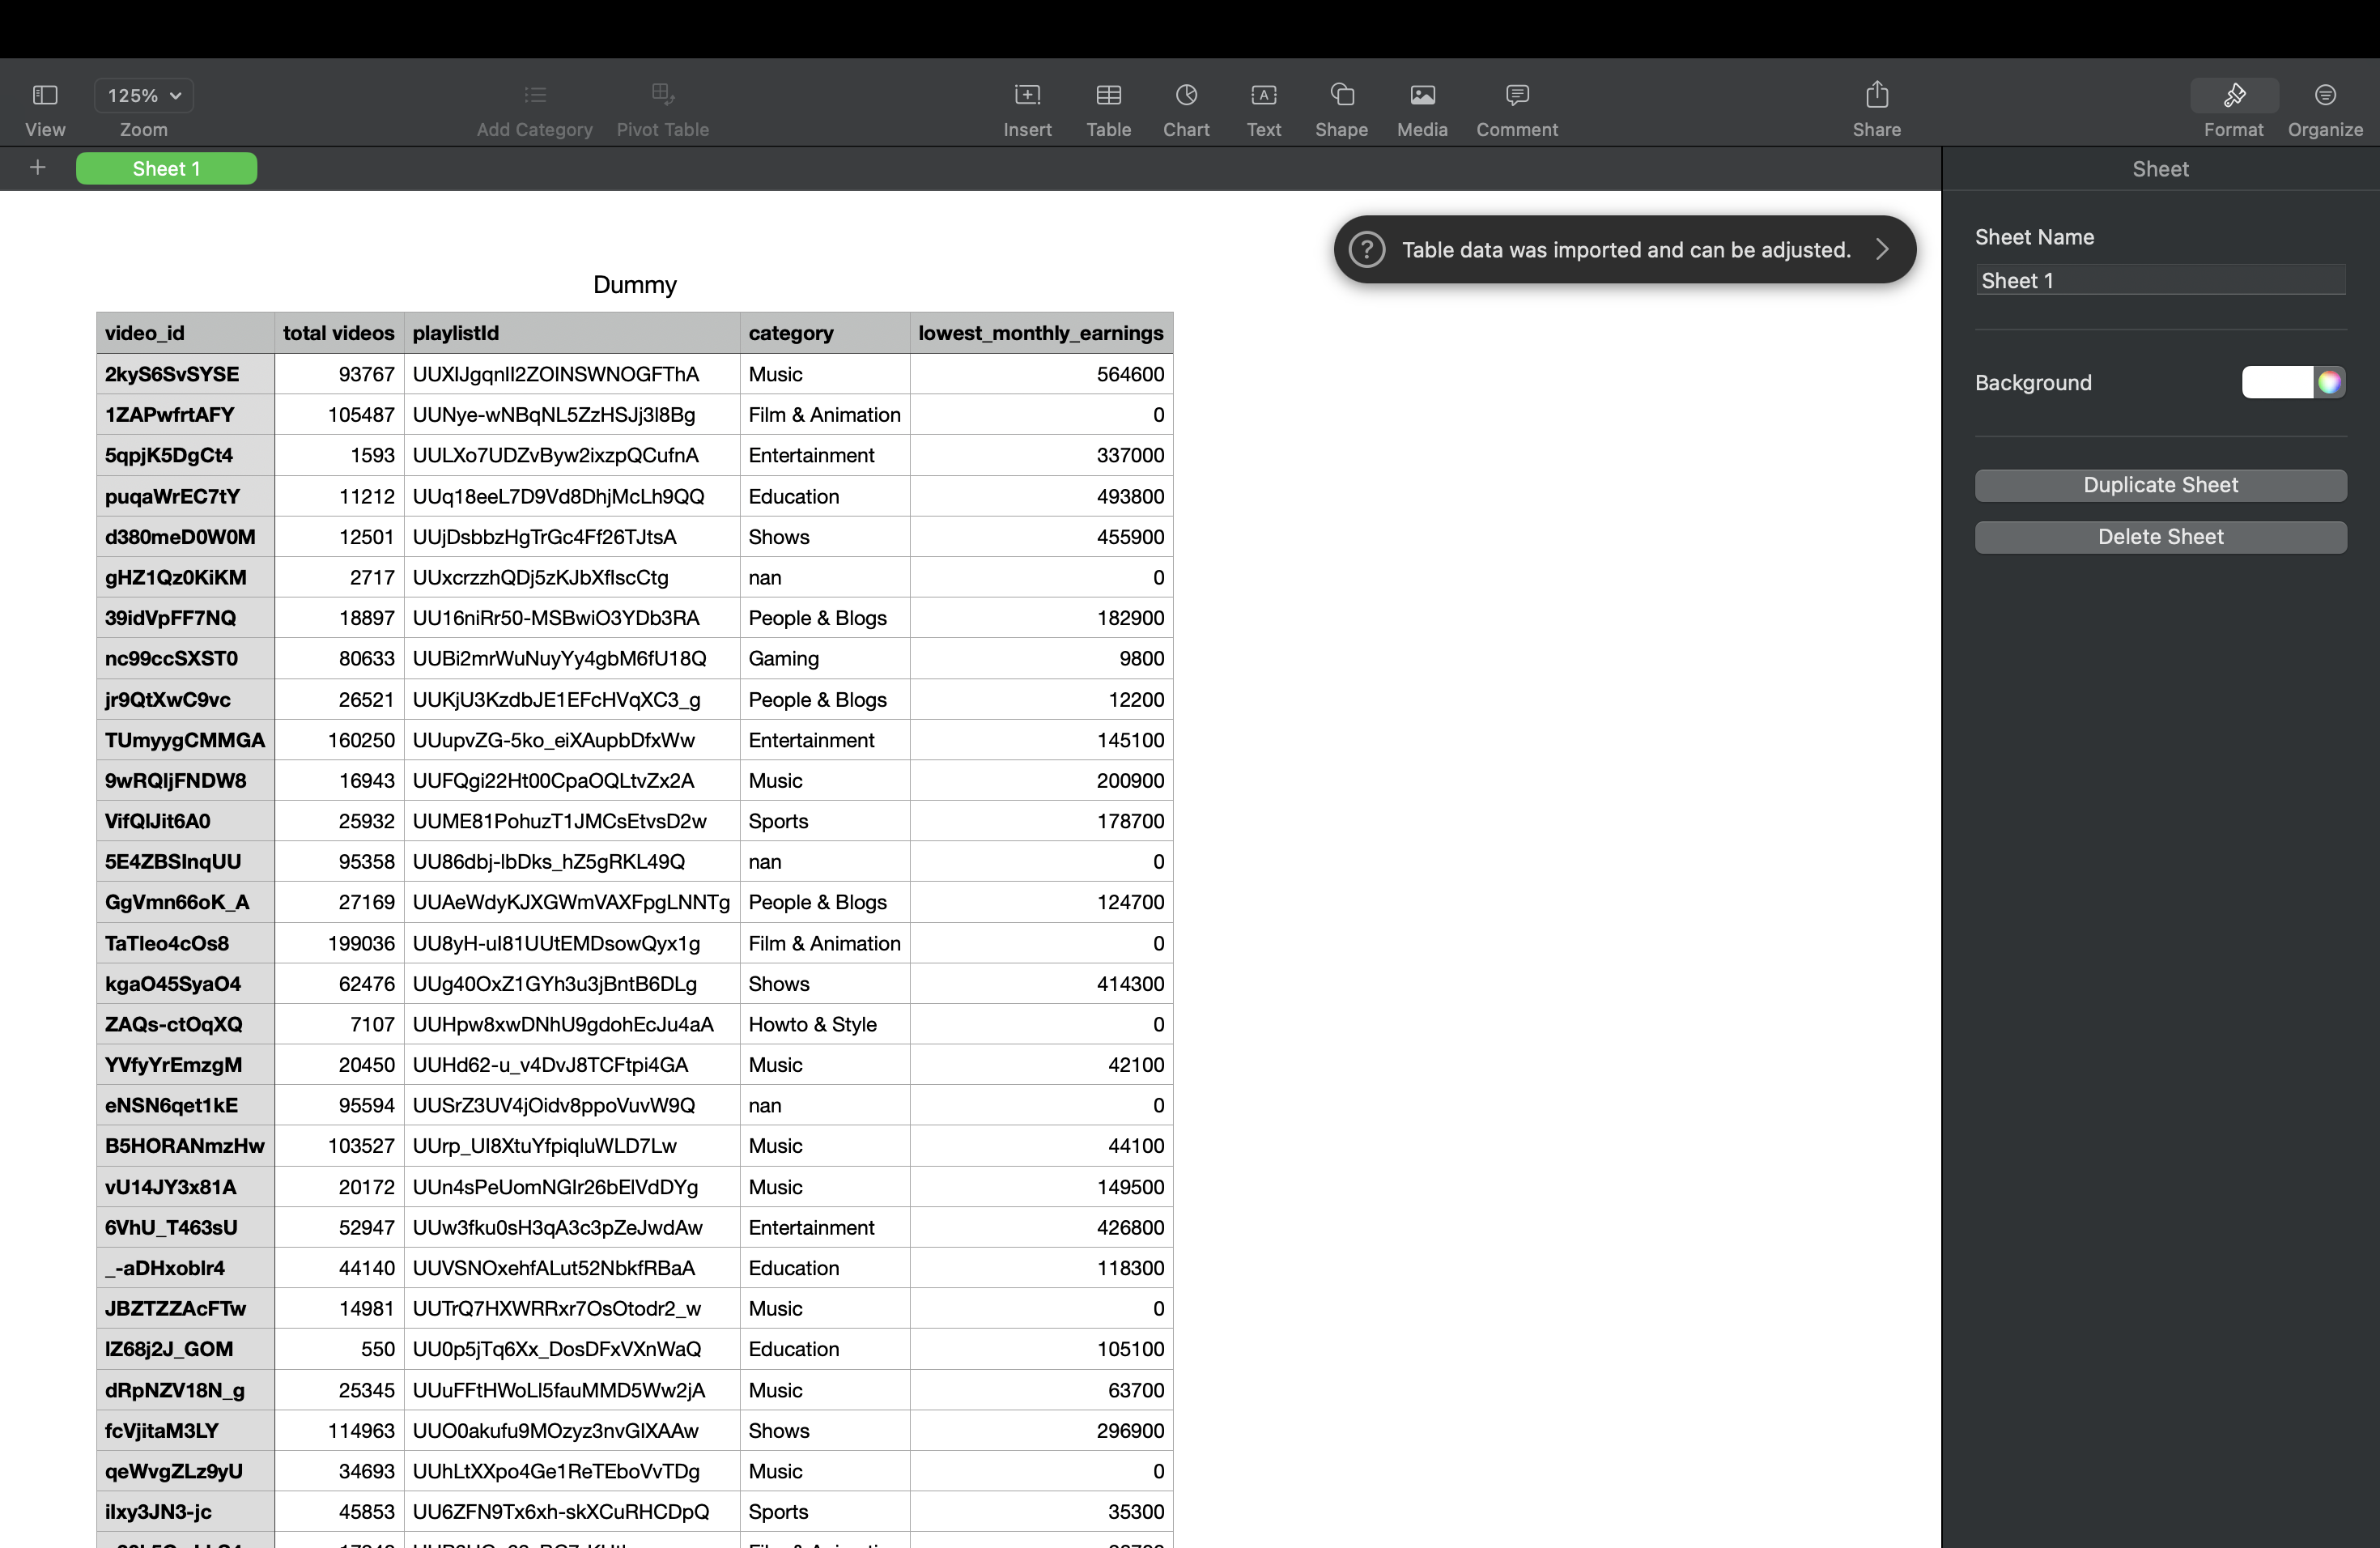 125%
View Zoom Add Category Pivot Table Insert Table Chart Text Shape Media Comment Share Format Organize
+ Sheet 1 Sheet
? Table data was imported and can be adjusted. >
Sheet Name
Sheet 1
Background
Duplicate Sheet
Delete Sheet
Dummy
video_id total videos playlistId category lowest_monthly_earnings
2kyS6SvSYSE 93767 UUXIJgqnII2ZOINSWNOGFThA Music 564600
1ZAPwfrtAFY 105487 UUNye-wNBqNL5ZzHSJj3l8Bg Film & Animation 0
5qpjK5DgCt4 1593 UULXo7UDZvByw2ixzpQCufnA Entertainment 337000
puqaWrEC7tY 11212 UUq18eeL7D9Vd8DhjMcLh9QQ Education 493800
d380meD0W0M 12501 UUjDsbbzHgTrGc4Ff26TJtsA Shows 455900
gHZ1Qz0KiKM 2717 UUxcrzzhQDj5zKJbXfIscCtg nan 0
39idVpFF7NQ 18897 UU16niRr50-MSBwiO3YDb3RA People & Blogs 182900
nc99ccSXST0 80633 UUBi2mrWuNuyYy4gbM6fU18Q Gaming 9800
jr9QtXwC9vc 26521 UUKjU3KzdbJE1EFcHVqXC3_g People & Blogs 12200
TUmyygCMMGA 160250 UUupvZG-5ko_eiXAupbDfxWw Entertainment 145100
9wRQljFNDW8 16943 UUFQgi22Ht00CpaOQLtvZx2A Music 200900
VifQlJit6A0 25932 UUME81PohuzT1JMCsEtvsD2w Sports 178700
5E4ZBSInqUU 95358 UU86dbj-lbDks_hZ5gRKL49Q nan 0
GgVmn66oK_A 27169 UUAeWdyKJXGWmVAXFpgLNNTg People & Blogs 124700
TaTleo4cOs8 199036 UU8yH-uI81UUtEMDsowQyx1g Film & Animation 0
kgaO45SyaO4 62476 UUg40OxZ1GYh3u3jBntB6DLg Shows 414300
ZAQs-ctOqXQ 7107 UUHpw8xwDNhU9gdohEcJu4aA Howto & Style 0
YVfyYrEmzgM 20450 UUHd62-u_v4DvJ8TCFtpi4GA Music 42100
eNSN6qet1kE 95594 UUSrZ3UV4jOidv8ppoVuvW9Q nan 0
B5HORANmzHw 103527 UUrp_UI8XtuYfpiqluWLD7Lw Music 44100
vU14JY3x81A 20172 UUn4sPeUomNGIr26bElVdDYg Music 149500
6VhU_T463sU 52947 UUw3fku0sH3qA3c3pZeJwdAw Entertainment 426800
_-aDHxoblr4 44140 UUVSNOxehfALut52NbkfRBaA Education 118300
JBZTZZAcFTw 14981 UUTrQ7HXWRRxr7OsOtodr2_w Music 0
lZ68j2J_GOM 550 UU0p5jTq6Xx_DosDFxVXnWaQ Education 105100
dRpNZV18N_g 25345 UUuFFtHWoLl5fauMMD5Ww2jA Music 63700
fcVjitaM3LY 114963 UUO0akufu9MOzyz3nvGIXAAw Shows 296900
qeWvgZLz9yU 34693 UUhLtXXpo4Ge1ReTEboVvTDg Music 0
ilxy3JN3-jc 45853 UU6ZFN9Tx6xh-skXCuRHCDpQ Sports 35300